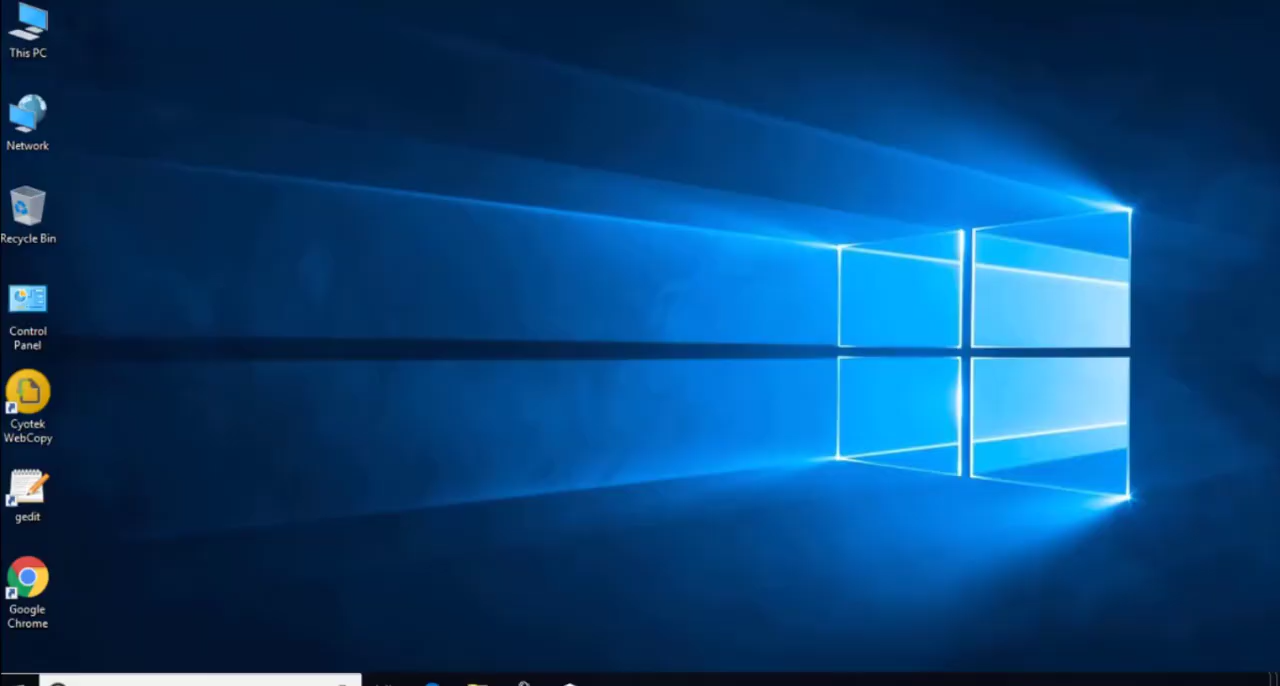 This PC
Network
Recycle Bin
Control
Panel
Cyotek
WebCopy
gedit
Google
Chrome